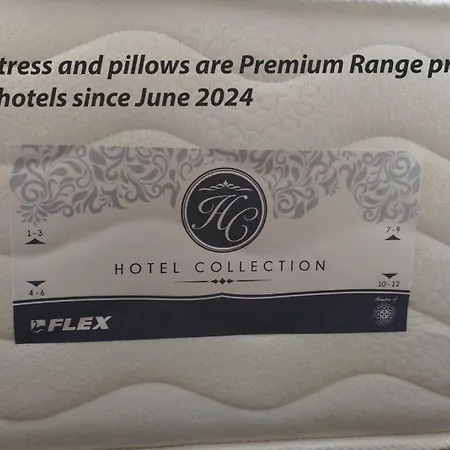 tress and pillows are Premium Range pr
hotels since June 2024
HC
1-3
7-9
HOTEL COLLECTION
4-6
10-12
FLEX